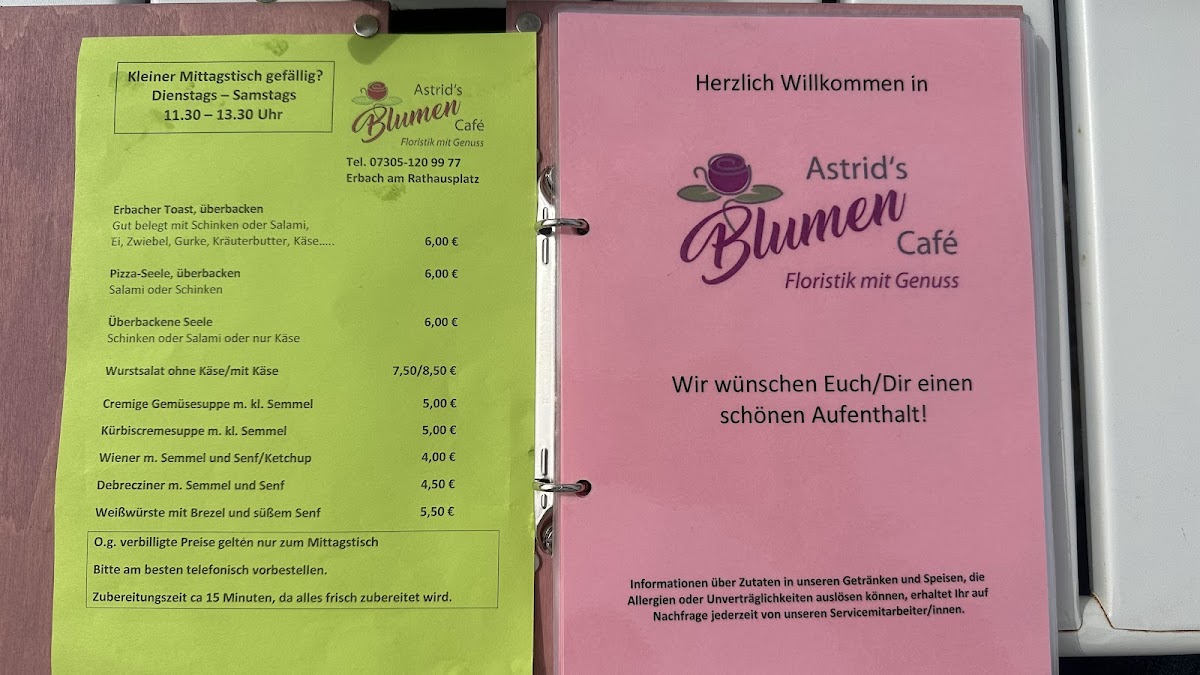 Kleiner Mittagstisch gefällig?
Dienstags – Samstags
11.30 – 13.30 Uhr
Astrid's
Blumen
Café
Floristik mit Genuss
Tel. 07305-120 99 77
Erbach am Rathausplatz
Erbacher Toast, überbacken
Gut belegt mit Schinken oder Salami,
Ei, Zwiebel, Gurke, Kräuterbutter, Käse..... 6,00 €
Pizza-Seele, überbacken 6,00 €
Salami oder Schinken
Überbackene Seele 6,00 €
Schinken oder Salami oder nur Käse
Wurstsalat ohne Käse/mit Käse 7,50/8,50 €
Cremige Gemüsesuppe m. kl. Semmel 5,00 €
Kürbiscremesuppe m. kl. Semmel 5,00 €
Wiener m. Semmel und Senf/Ketchup 4,00 €
Debrecziner m. Semmel und Senf 4,50 €
Weißwürste mit Brezel und süßem Senf 5,50 €
O.g. verbilligte Preise gelten nur zum Mittagstisch
Bitte am besten telefonisch vorbestellen.
Zubereitungszeit ca 15 Minuten, da alles frisch zubereitet wird.
Herzlich Willkommen in
Astrid's
Blumen
Café
Floristik mit Genuss
Wir wünschen Euch/Dir einen
schönen Aufenthalt!
Informationen über Zutaten in unseren Getränken und Speisen, die
Allergien oder Unverträglichkeiten auslösen können, erhaltet Ihr auf
Nachfrage jederzeit von unseren Servicemitarbeiter/innen.